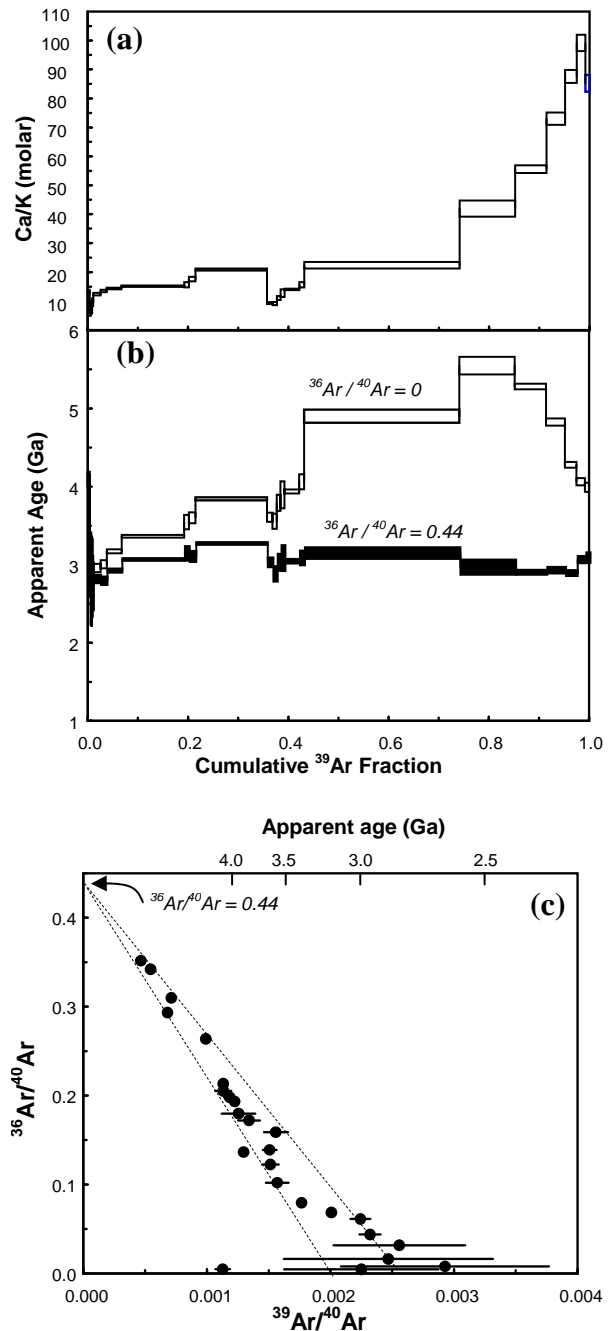 (a)
110
100
90
80
70
60
50
40
30
20
10
Ca/K (molar)
(b)
6
5
4
3
2
1
Apparent Age (Ga)
36Ar / 40Ar = 0
36Ar / 40Ar = 0.44
0.0 0.2 0.4 0.6 0.8 1.0
Cumulative 39Ar Fraction
Apparent age (Ga)
4.0 3.5 3.0 2.5
(c)
36Ar/40Ar = 0.44
0.4
0.3
0.2
0.1
0.0
36Ar/40Ar
0.000 0.001 0.002 0.003 0.004
39Ar/40Ar